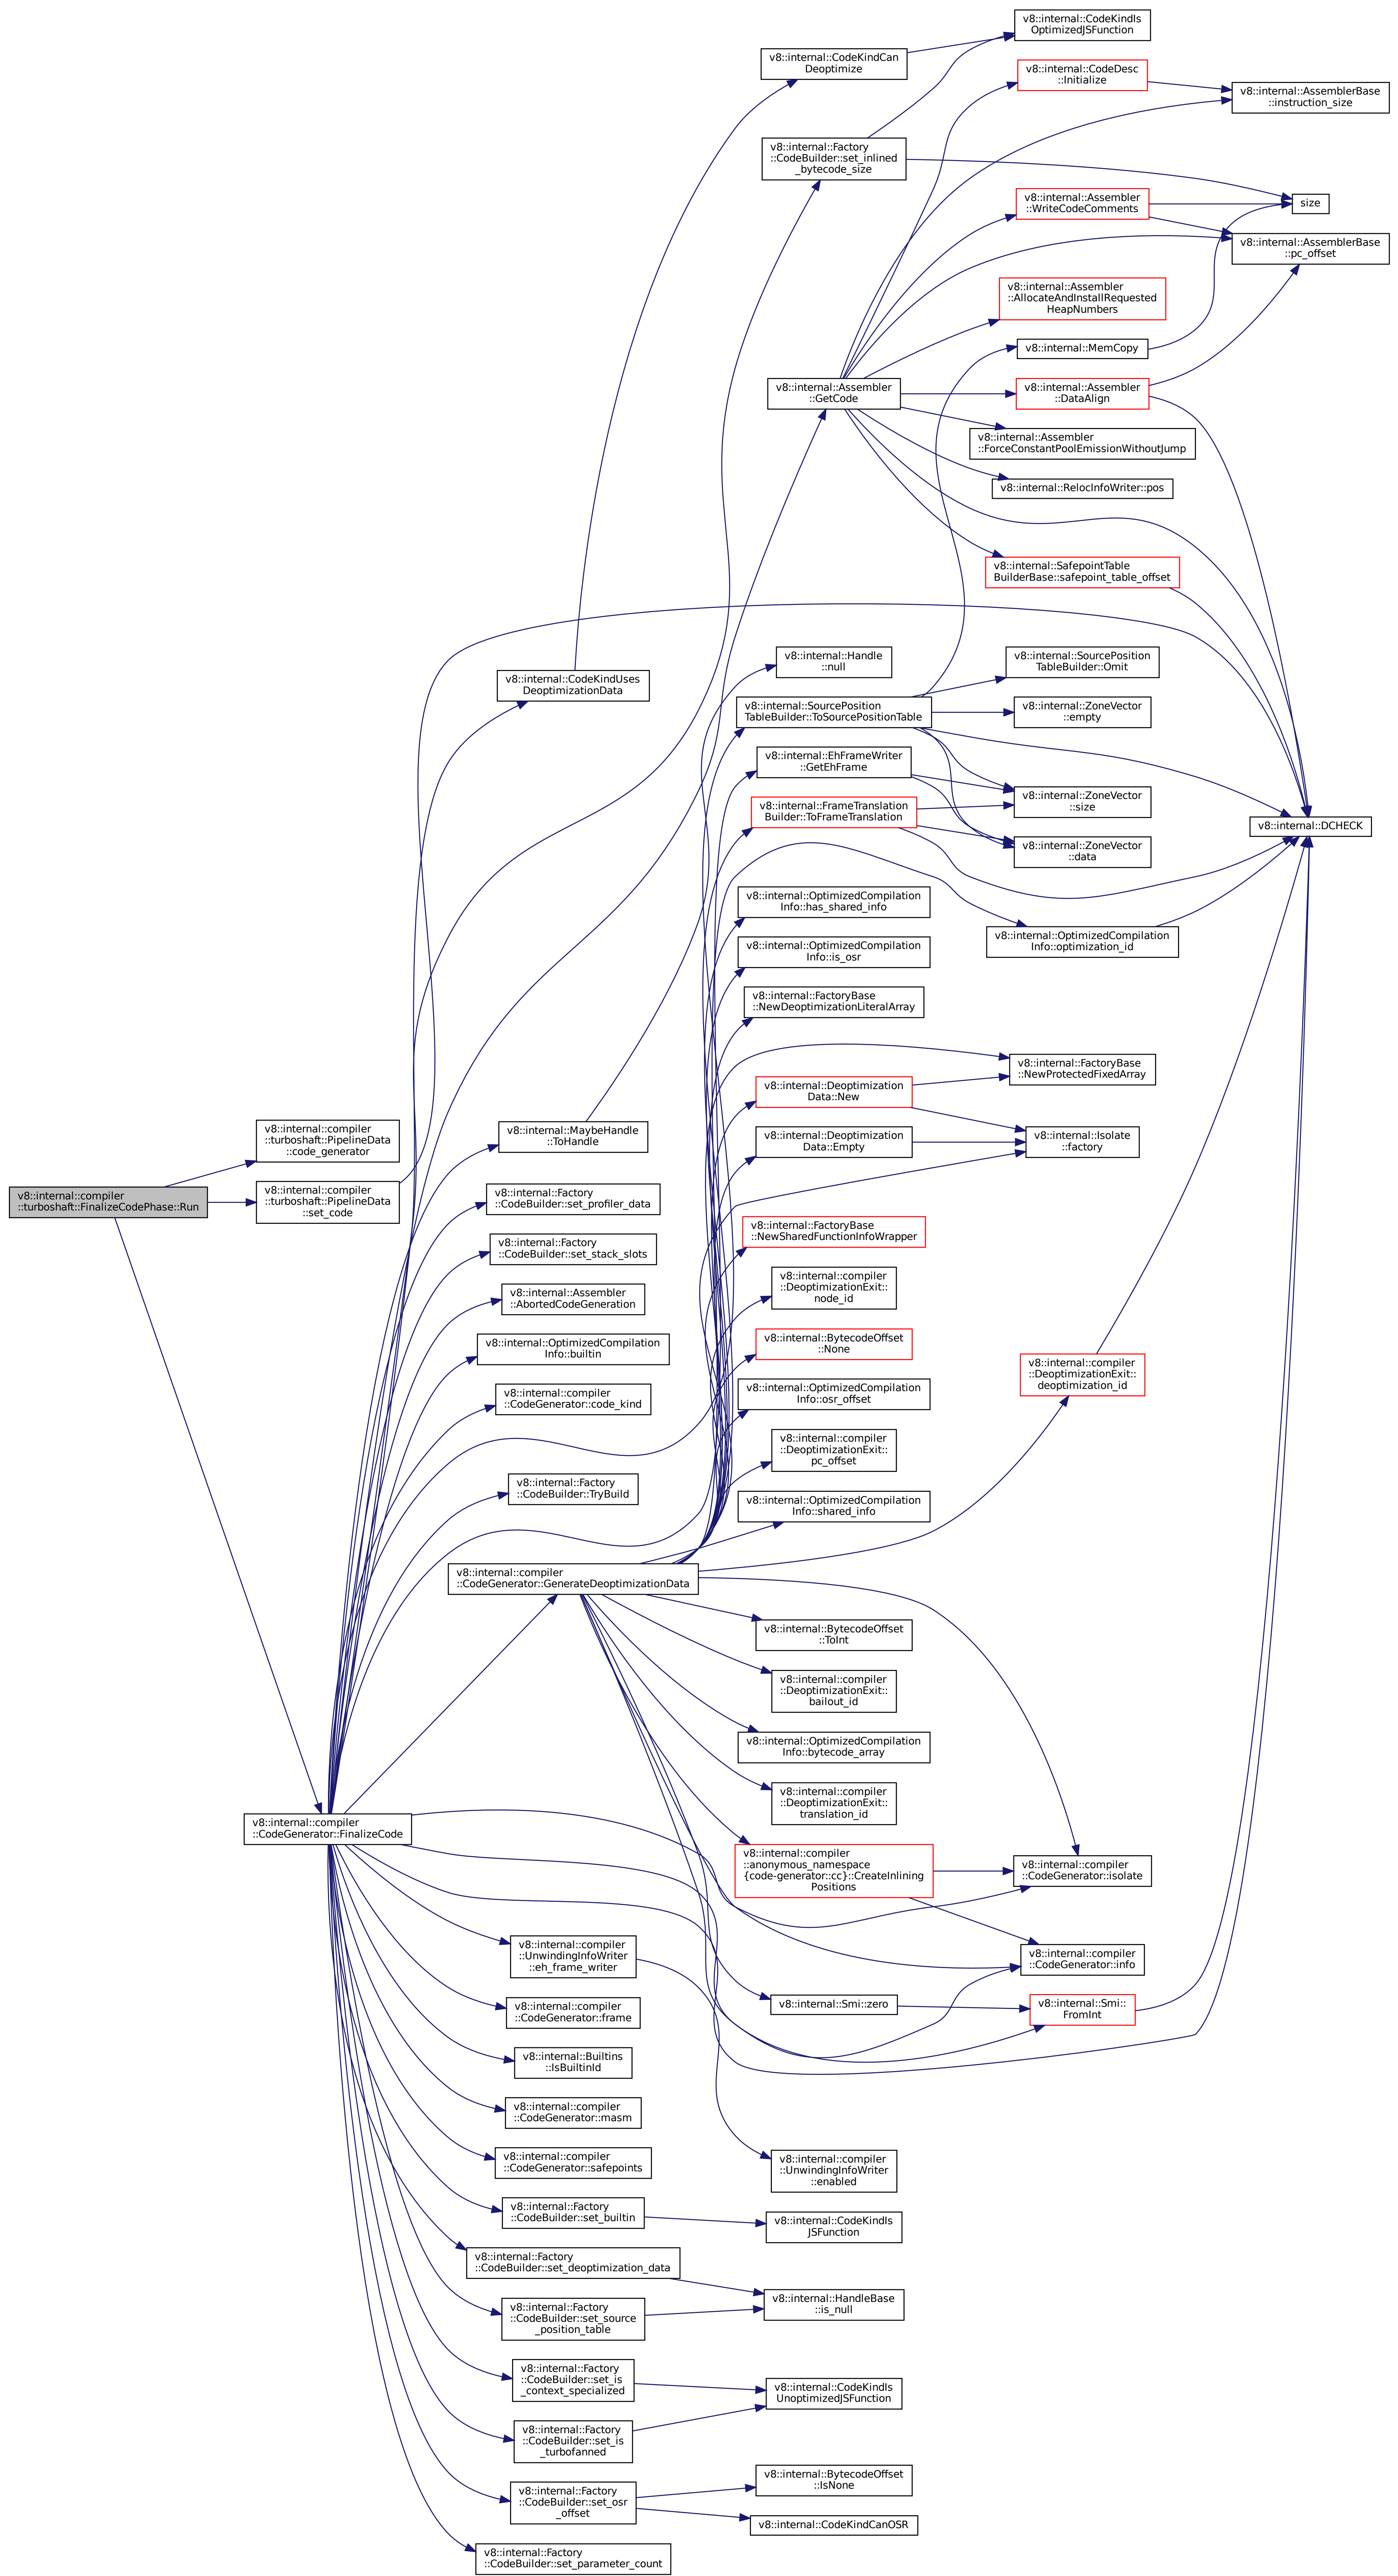 v8::internal::compiler
::turboshaft::FinalizeCodePhase::Run
v8::internal::compiler
::turboshaft::PipelineData
::code_generator
v8::internal::compiler
::turboshaft::PipelineData
::set_code
v8::internal::compiler
::CodeGenerator::FinalizeCode
v8::internal::CodeKindUses
DeoptimizationData
v8::internal::MaybeHandle
::ToHandle
v8::internal::Factory
::CodeBuilder::set_profiler_data
v8::internal::Factory
::CodeBuilder::set_stack_slots
v8::internal::Assembler
::AbortedCodeGeneration
v8::internal::OptimizedCompilation
Info::builtin
v8::internal::compiler
::CodeGenerator::code_kind
v8::internal::Factory
::CodeBuilder::TryBuild
v8::internal::compiler
::CodeGenerator::GenerateDeoptimizationData
v8::internal::compiler
::UnwindingInfoWriter
::eh_frame_writer
v8::internal::compiler
::CodeGenerator::frame
v8::internal::Builtins
::IsBuiltinId
v8::internal::compiler
::CodeGenerator::masm
v8::internal::compiler
::CodeGenerator::safepoints
v8::internal::Factory
::CodeBuilder::set_builtin
v8::internal::Factory
::CodeBuilder::set_deoptimization_data
v8::internal::Factory
::CodeBuilder::set_source
_position_table
v8::internal::Factory
::CodeBuilder::set_is
_context_specialized
v8::internal::Factory
::CodeBuilder::set_is
_turbofanned
v8::internal::Factory
::CodeBuilder::set_osr
_offset
v8::internal::Factory
::CodeBuilder::set_parameter_count
v8::internal::CodeKindCan
Deoptimize
v8::internal::Factory
::CodeBuilder::set_inlined
_bytecode_size
v8::internal::Assembler
::GetCode
v8::internal::Handle
::null
v8::internal::SourcePosition
TableBuilder::ToSourcePositionTable
v8::internal::EhFrameWriter
::GetEhFrame
v8::internal::FrameTranslation
Builder::ToFrameTranslation
v8::internal::OptimizedCompilation
Info::has_shared_info
v8::internal::OptimizedCompilation
Info::is_osr
v8::internal::FactoryBase
::NewDeoptimizationLiteralArray
v8::internal::Deoptimization
Data::New
v8::internal::Deoptimization
Data::Empty
v8::internal::FactoryBase
::NewSharedFunctionInfoWrapper
v8::internal::compiler
::DeoptimizationExit::
node_id
v8::internal::BytecodeOffset
::None
v8::internal::OptimizedCompilation
Info::osr_offset
v8::internal::compiler
::DeoptimizationExit::
pc_offset
v8::internal::OptimizedCompilation
Info::shared_info
v8::internal::BytecodeOffset
::ToInt
v8::internal::compiler
::DeoptimizationExit::
bailout_id
v8::internal::OptimizedCompilation
Info::bytecode_array
v8::internal::compiler
::DeoptimizationExit::
translation_id
v8::internal::compiler
::anonymous_namespace
{code-generator::cc}::CreateInlining
Positions
v8::internal::Smi::zero
v8::internal::compiler
::UnwindingInfoWriter
::enabled
v8::internal::CodeKindIs
JSFunction
v8::internal::HandleBase
::is_null
v8::internal::CodeKindIs
UnoptimizedJSFunction
v8::internal::BytecodeOffset
::IsNone
v8::internal::CodeKindCanOSR
v8::internal::CodeKindIs
OptimizedJSFunction
v8::internal::CodeDesc
::Initialize
v8::internal::Assembler
::WriteCodeComments
v8::internal::Assembler
::AllocateAndInstallRequested
HeapNumbers
v8::internal::MemCopy
v8::internal::Assembler
::DataAlign
v8::internal::Assembler
::ForceConstantPoolEmissionWithoutJump
v8::internal::RelocInfoWriter::pos
v8::internal::SafepointTable
BuilderBase::safepoint_table_offset
v8::internal::SourcePosition
TableBuilder::Omit
v8::internal::ZoneVector
::empty
v8::internal::ZoneVector
::size
v8::internal::ZoneVector
::data
v8::internal::OptimizedCompilation
Info::optimization_id
v8::internal::FactoryBase
::NewProtectedFixedArray
v8::internal::Isolate
::factory
v8::internal::compiler
::DeoptimizationExit::
deoptimization_id
v8::internal::compiler
::CodeGenerator::isolate
v8::internal::compiler
::CodeGenerator::info
v8::internal::Smi::
FromInt
v8::internal::AssemblerBase
::instruction_size
size
v8::internal::AssemblerBase
::pc_offset
v8::internal::DCHECK